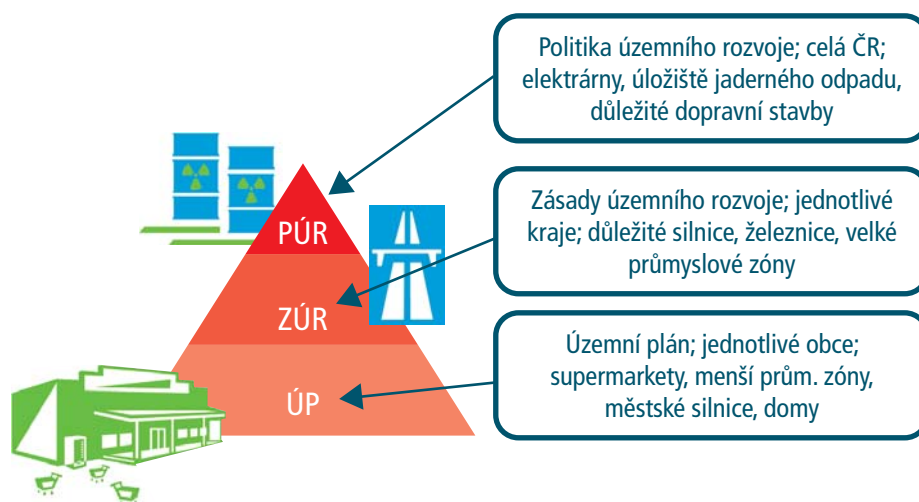 Politika územního rozvoje; celá ČR;
elektrárny, úložiště jaderného odpadu,
důležité dopravní stavby
PÚR
Zásady územního rozvoje; jednotlivé
kraje; důležité silnice, železnice, velké
průmyslové zóny
ZÚR
Územní plán; jednotlivé obce;
supermarkety, menší prům. zóny,
městské silnice, domy
ÚP